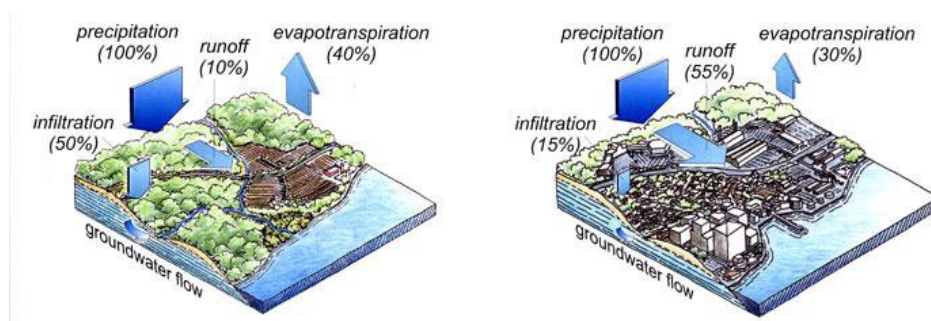 precipitation
(100%)
runoff
(10%)
evapotranspiration
(40%)
infiltration
(50%)
groundwater flow
precipitation
(100%)
runoff
(55%)
evapotranspiration
(30%)
infiltration
(15%)
groundwater flow